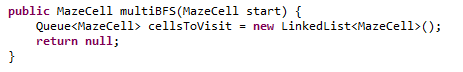 public MazeCell multiBFS(MazeCell start) {
    Queue<MazeCell> cellsToVisit = new LinkedList<MazeCell>();
    return null;
}